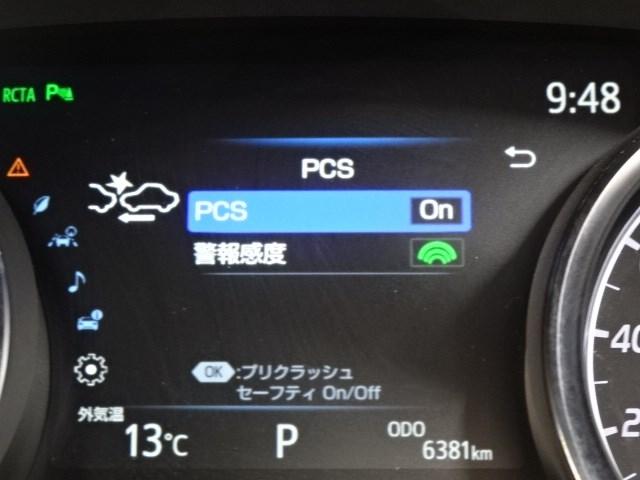 RCTA P
9:48
PCS
PCS On
警報感度
OK :プリクラッシュ
セーフティ On/Off
外気温
13℃
P
ODO
6381km
40
2